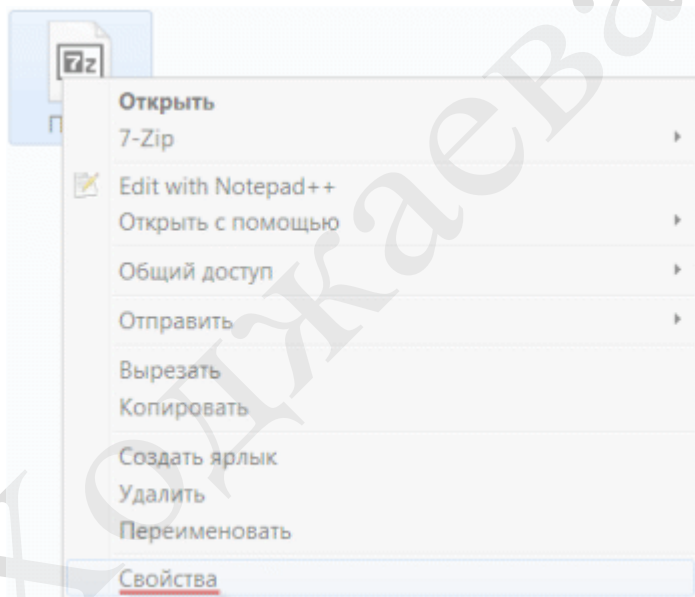 7z
П
Открыть
7-Zip
Edit with Notepad++
Открыть с помощью
Общий доступ
Отправить
Вырезать
Копировать
Создать ярлык
Удалить
Переименовать
Свойства
Ходжаева